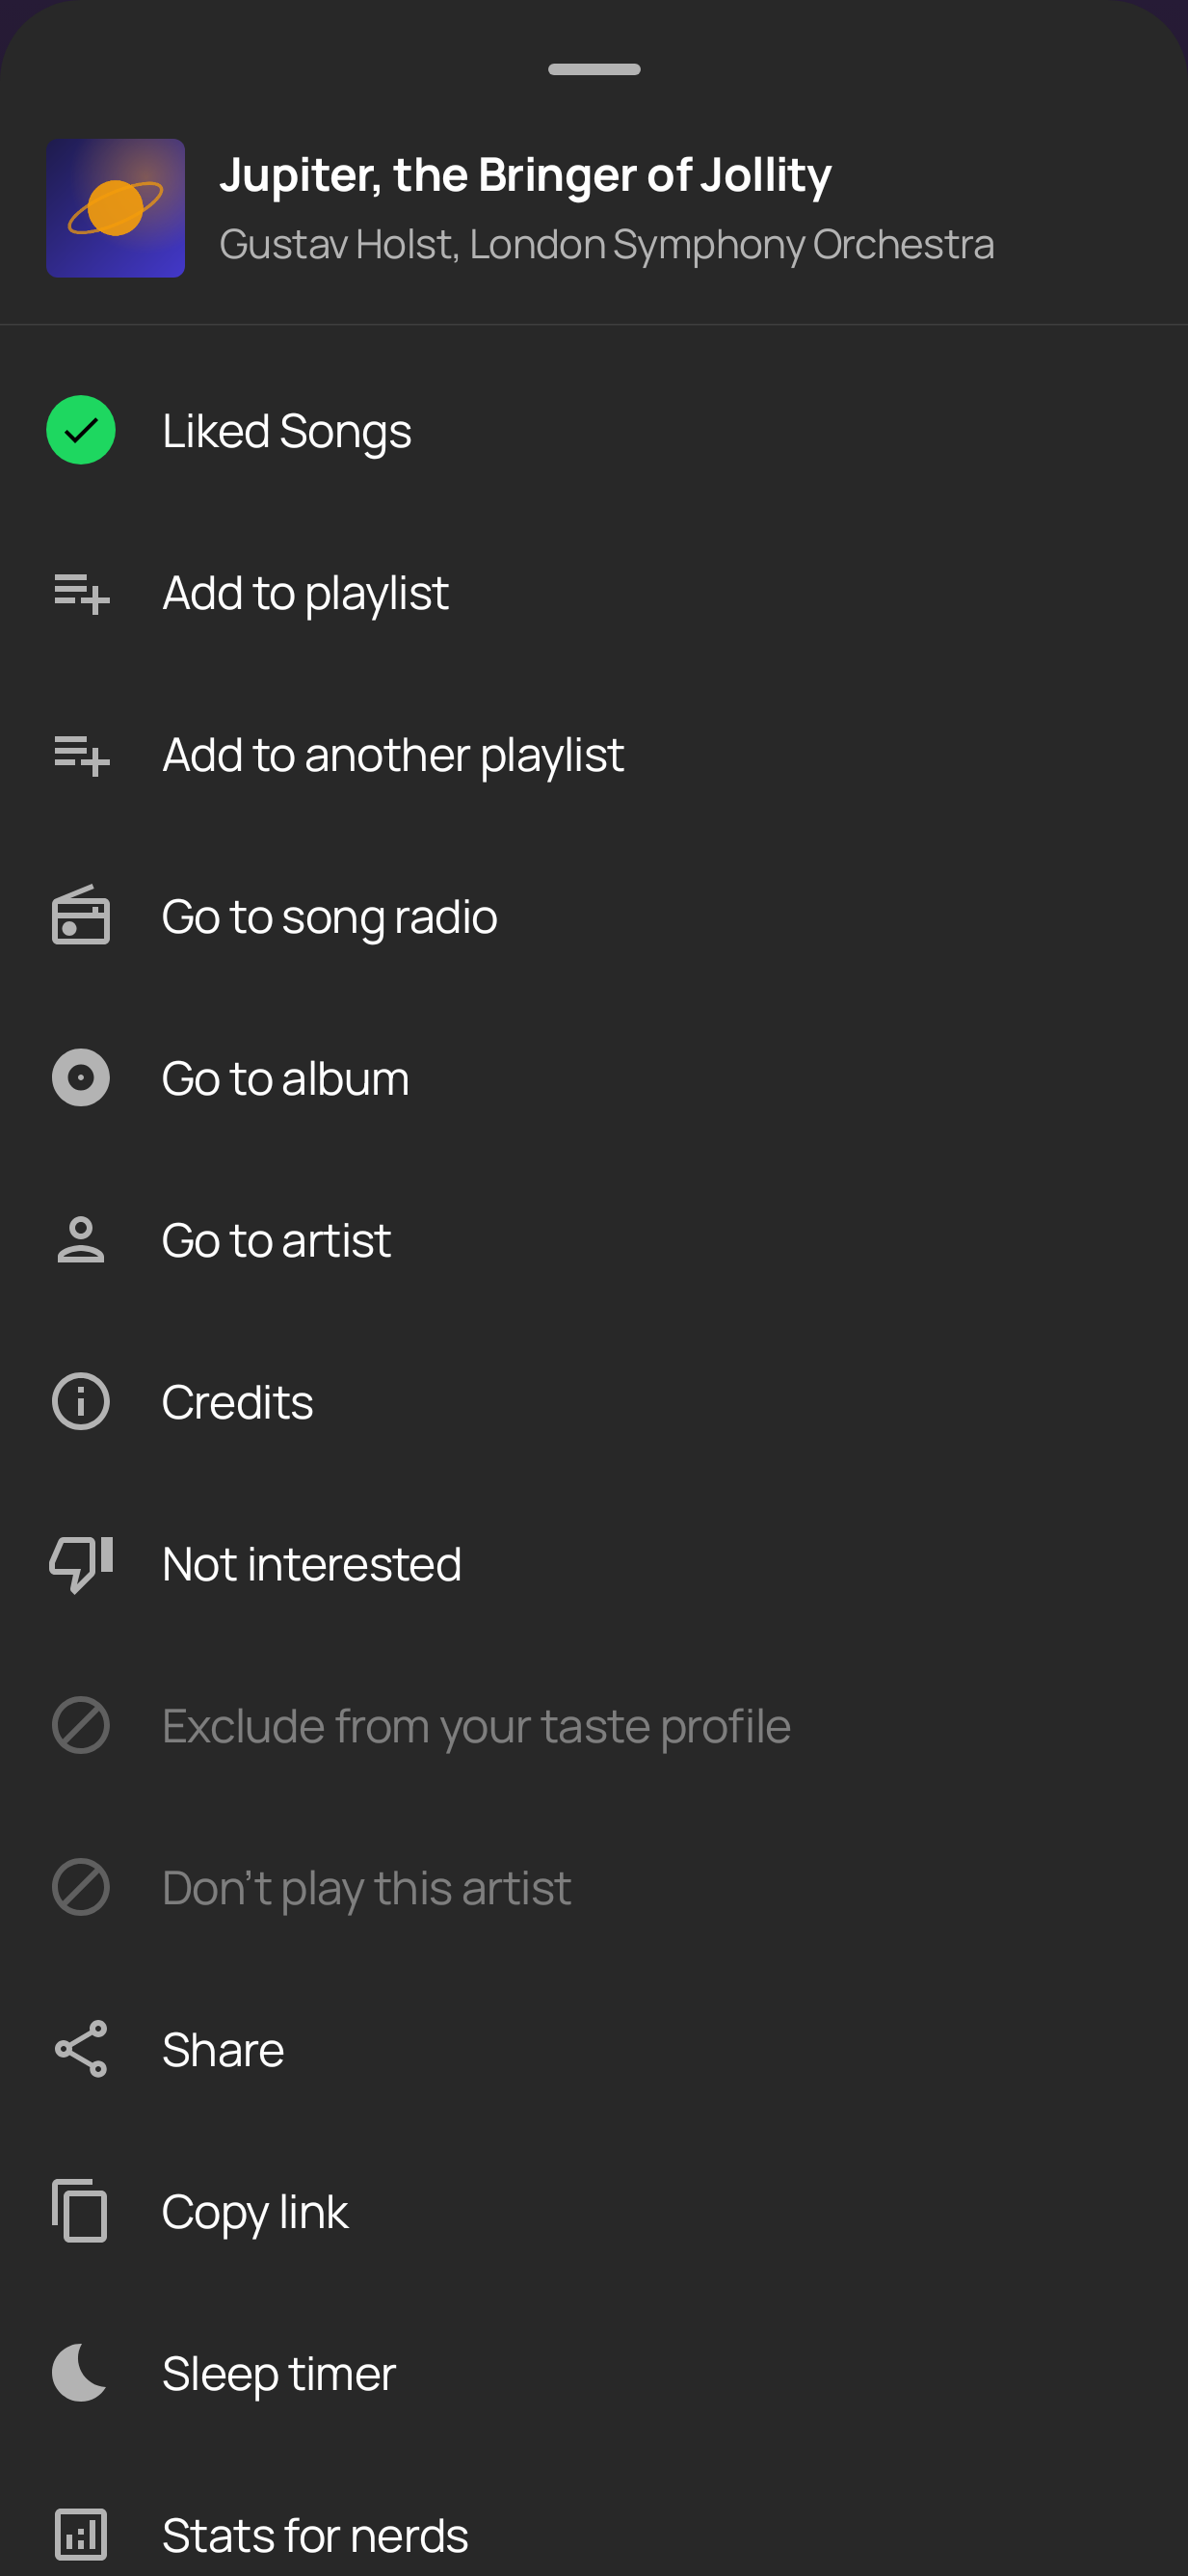 Jupiter, the Bringer of Jollity
Gustav Holst, London Symphony Orchestra
Liked Songs
Add to playlist
Add to another playlist
Go to song radio
Go to album
Go to artist
Credits
Not interested
Exclude from your taste profile
Don’t play this artist
Share
Copy link
Sleep timer
Stats for nerds